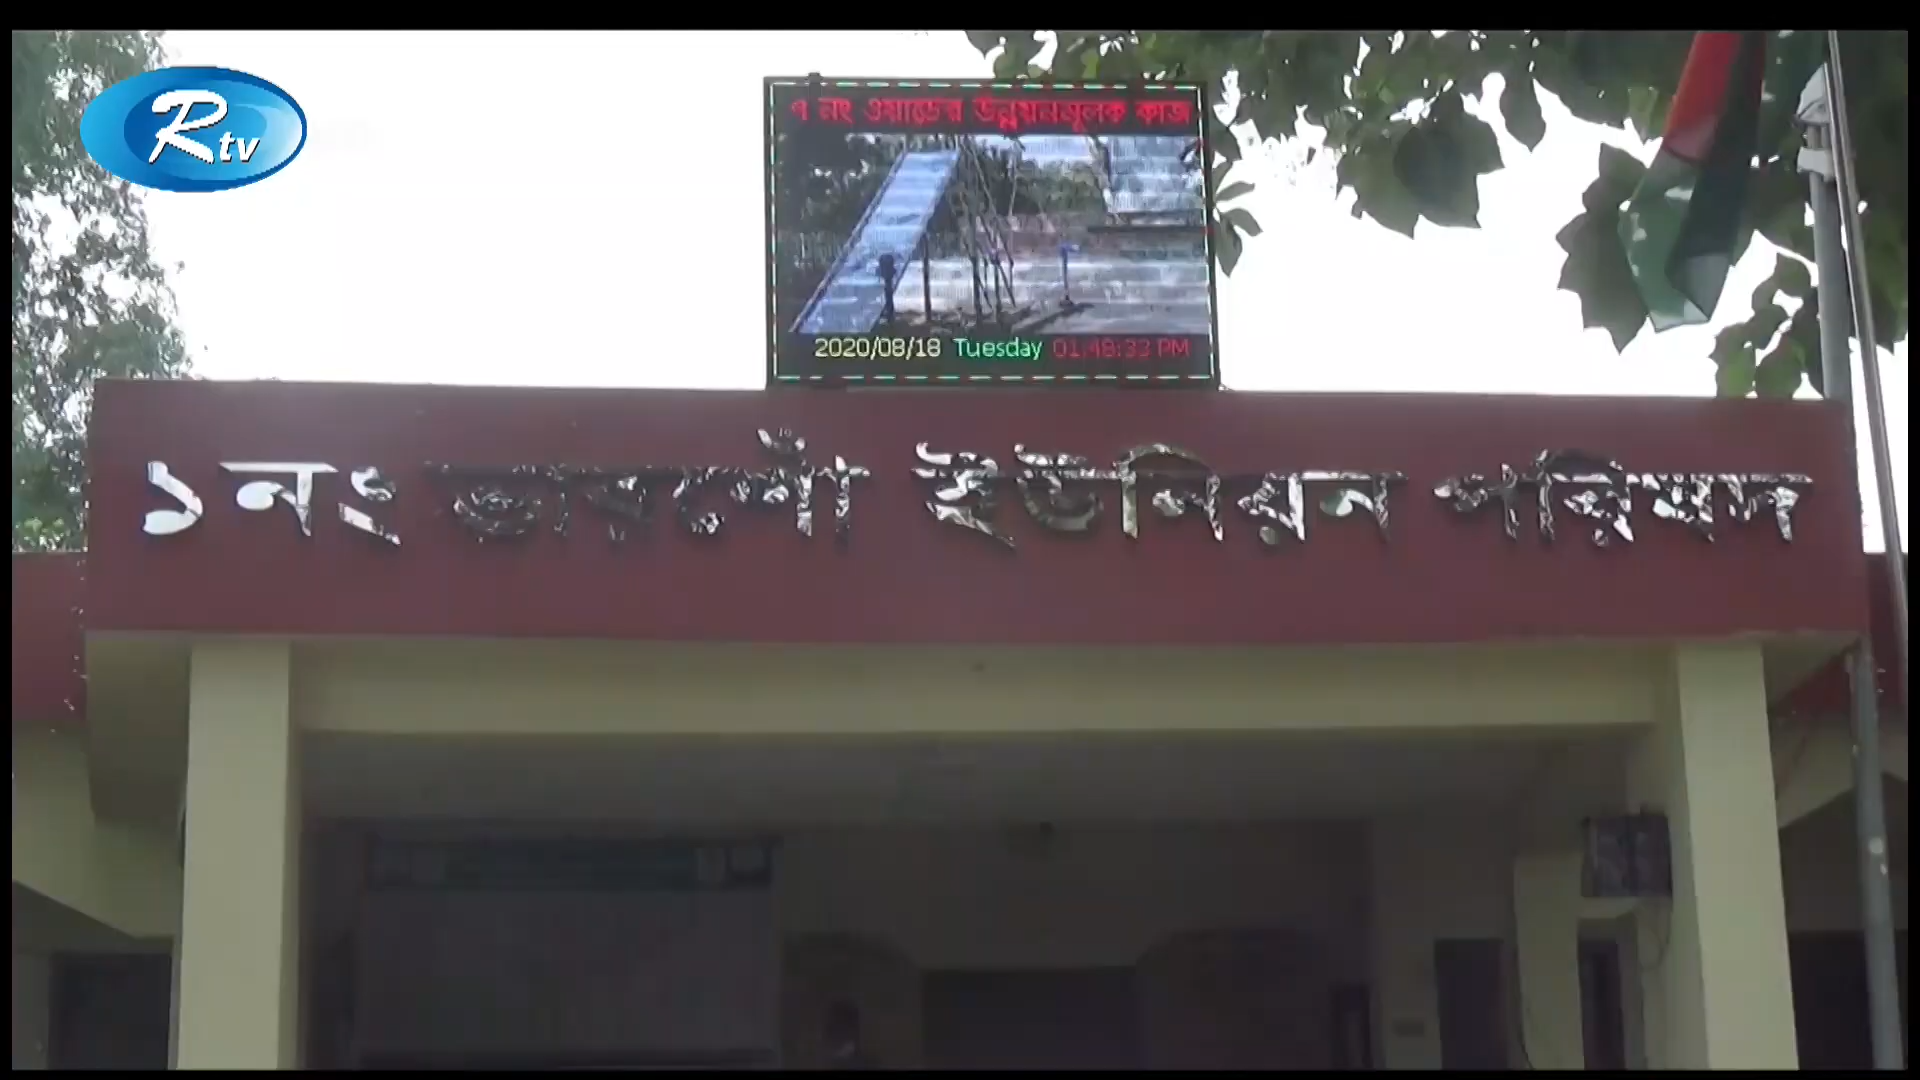 Rtv
৭ নং ওয়ার্ডের উন্নয়নমূলক কাজ
2020/08/18 Tuesday 01:48:33 PM
১নং ভারশোঁ ইউনিয়ন পরিষদ